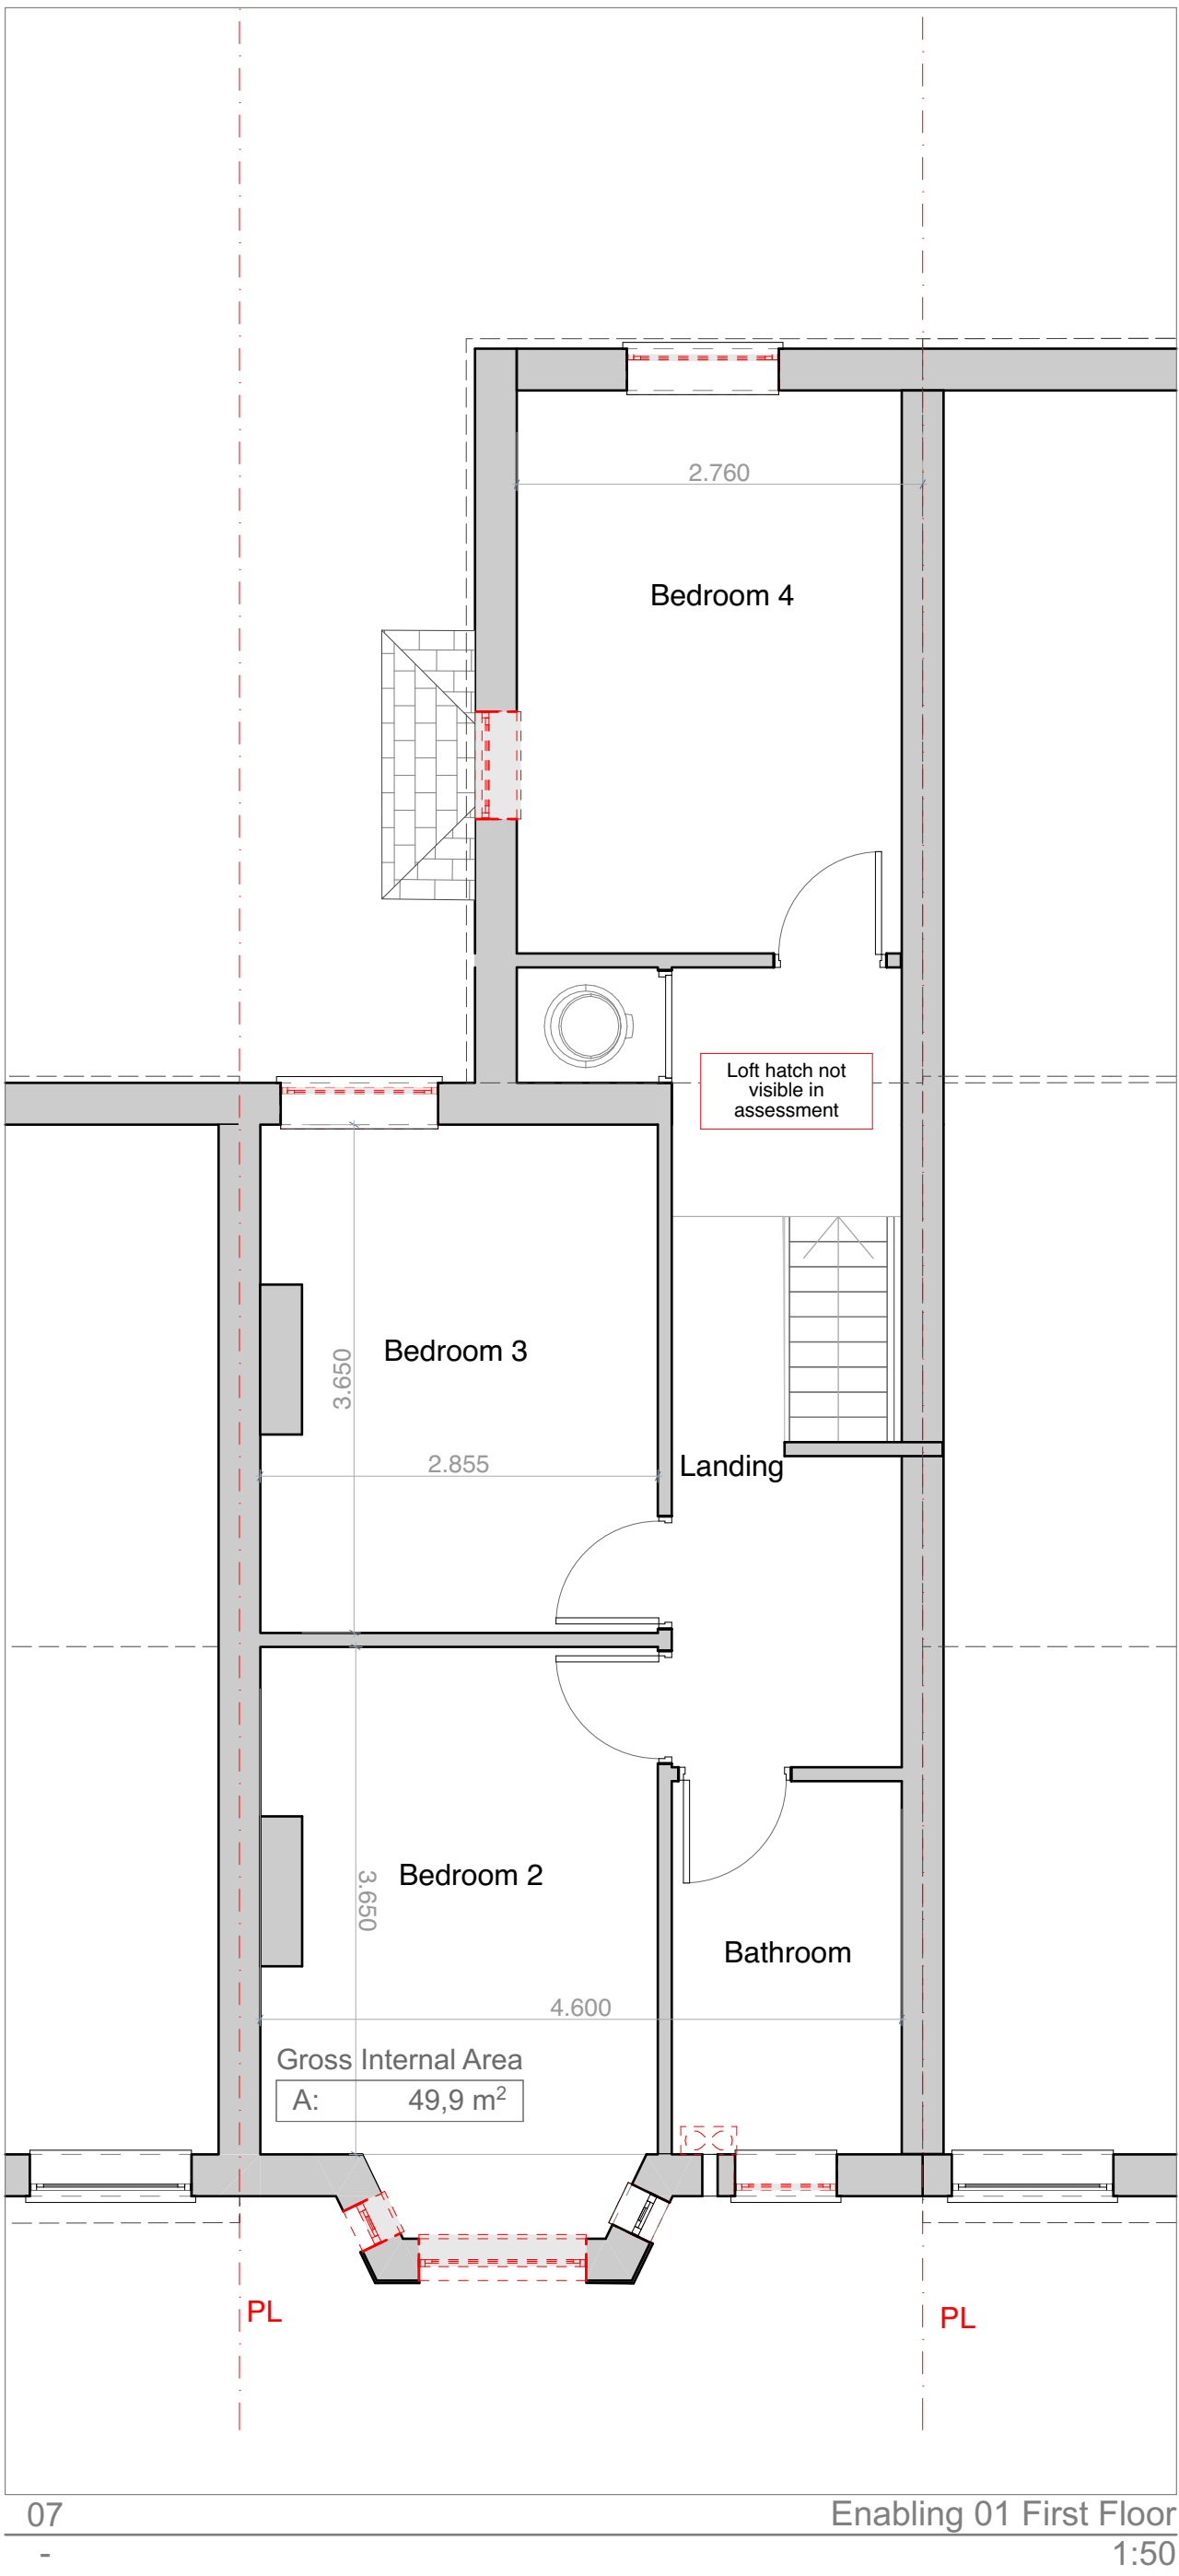 2.760
Bedroom 4
Loft hatch not
visible in
assessment
3.650
Bedroom 3
2.855
Landing
3.650
Bedroom 2
Bathroom
4.600
Gross Internal Area
A: 49,9 m²
PL
PL
07
Enabling 01 First Floor
-
1:50